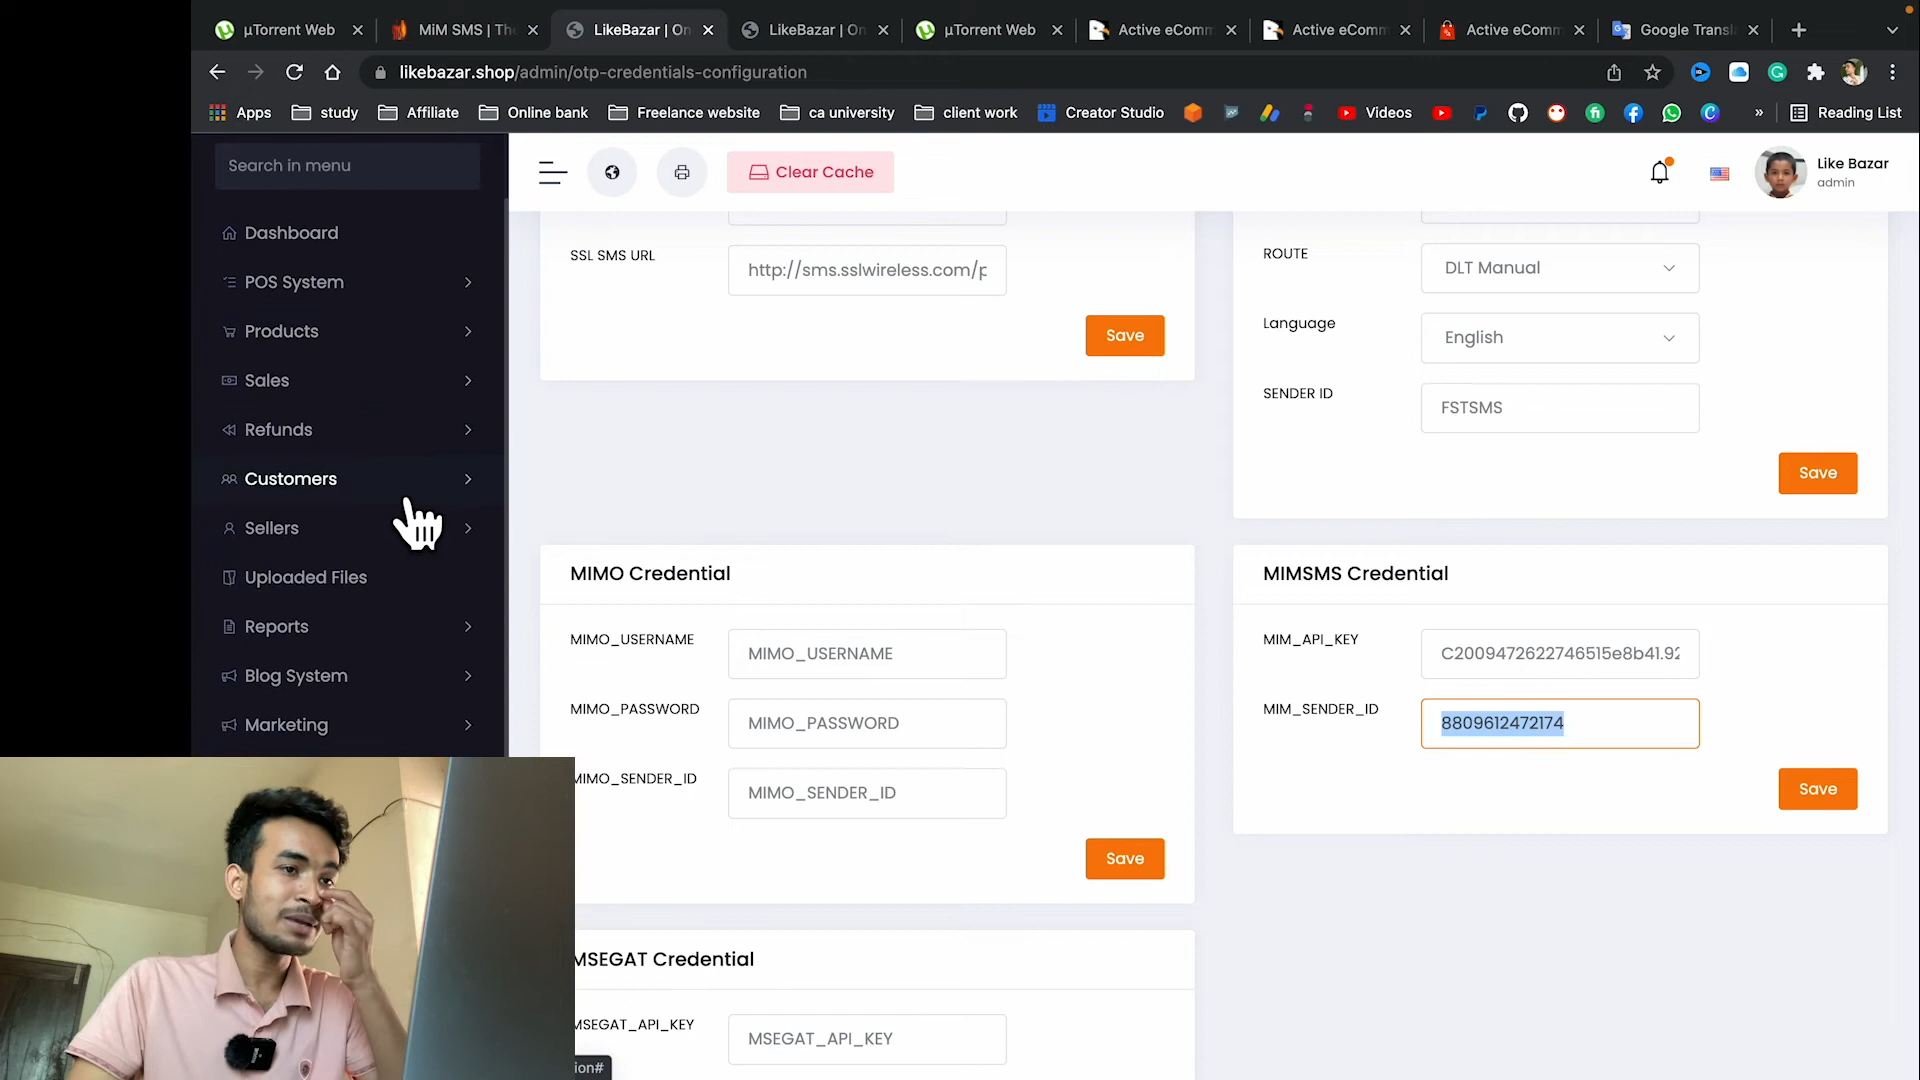 µTorrent Web
MiM SMS | The
LikeBazar | On
LikeBazar | On
µTorrent Web
Active eComm
Active eComm
Active eComm
Google Transl
likebazar.shop/admin/otp-credentials-configuration
Apps
study
Affiliate
Online bank
Freelance website
ca university
client work
Creator Studio
Videos
»
Reading List
Search in menu
Clear Cache
Like Bazar
admin
Dashboard
POS System
Products
Sales
Refunds
Customers
Sellers
Uploaded Files
Reports
Blog System
Marketing
SSL SMS URL
http://sms.sslwireless.com/p
Save
ROUTE
DLT Manual
Language
English
SENDER ID
FSTSMS
Save
MIMO Credential
MIMO_USERNAME
MIMO_USERNAME
MIMO_PASSWORD
MIMO_PASSWORD
MIMO_SENDER_ID
MIMO_SENDER_ID
Save
MIMSMS Credential
MIM_API_KEY
C2009472622746515e8b41.92
MIM_SENDER_ID
8809612472174
Save
MSEGAT Credential
MSEGAT_API_KEY
MSEGAT_API_KEY
ion#